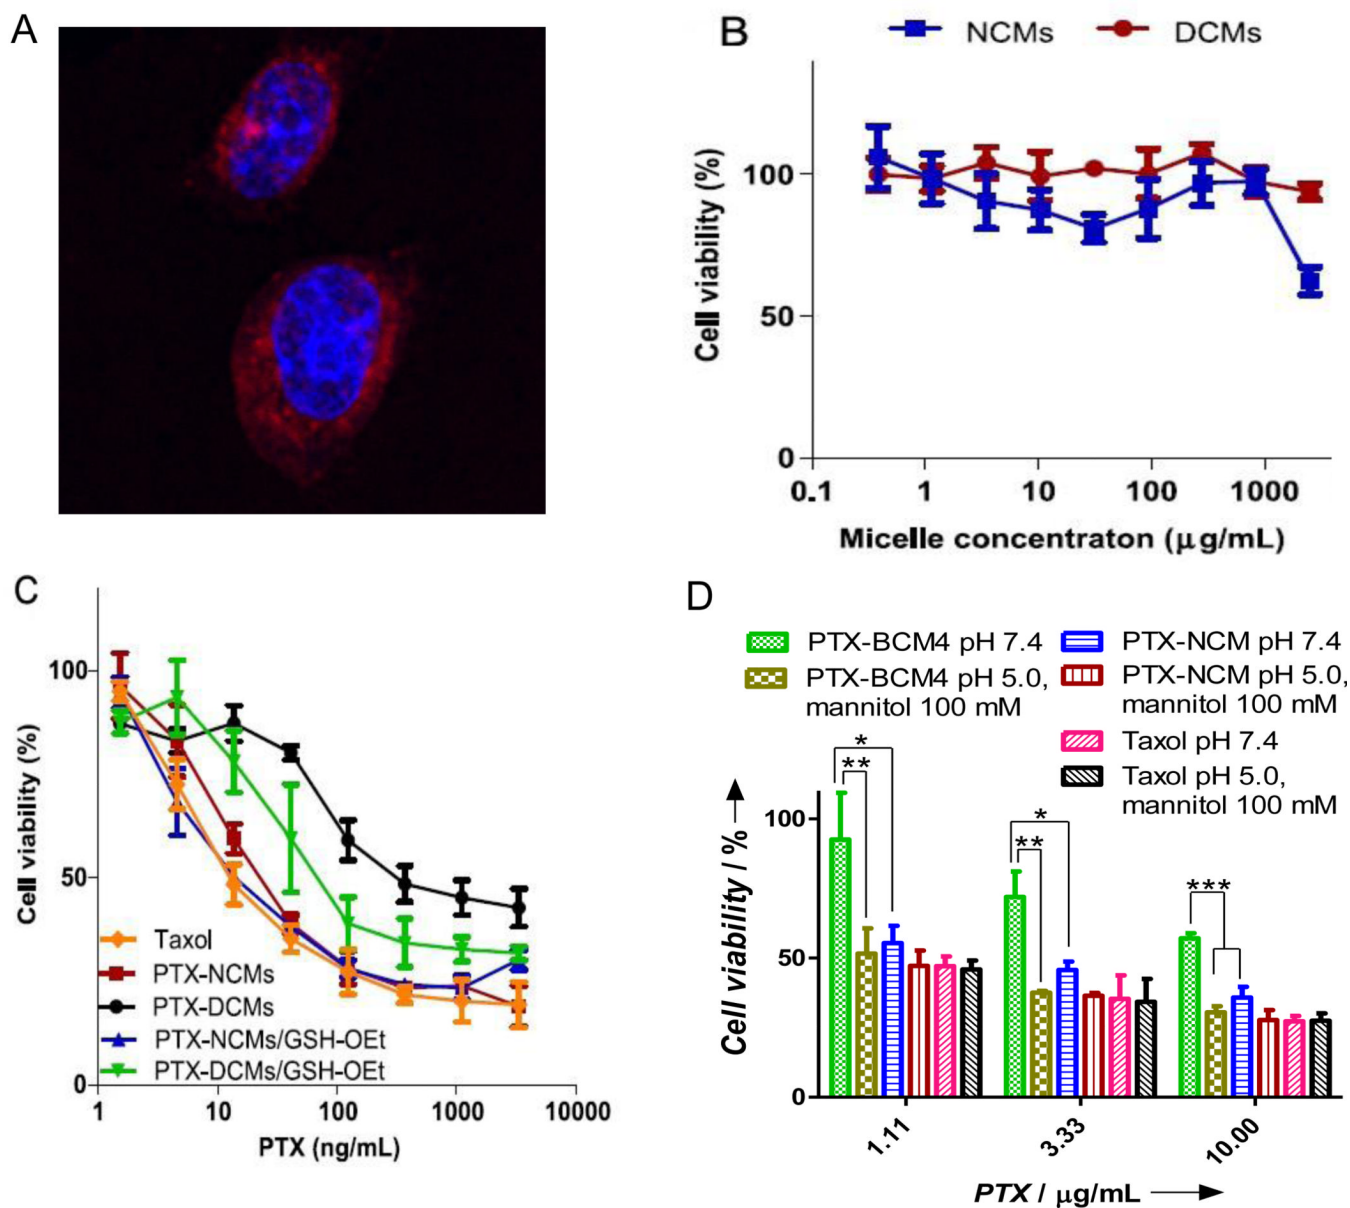 A
B
NCMs DCMs
Cell viability (%)
100
50
0
0.1 1 10 100 1000
Micelle concentraton (μg/mL)
C
Cell viability (%)
100
50
0
Taxol
PTX-NCMs
PTX-DCMs
PTX-NCMs/GSH-OEt
PTX-DCMs/GSH-OEt
1 10 100 1000 10000
PTX (ng/mL)
D
PTX-BCM4 pH 7.4
PTX-BCM4 pH 5.0,
mannitol 100 mM
PTX-NCM pH 7.4
PTX-NCM pH 5.0,
mannitol 100 mM
Taxol pH 7.4
Taxol pH 5.0,
mannitol 100 mM
Cell viability / %
100
50
0
*
**
*
**
***
1.11 3.33 10.00
PTX / μg/mL